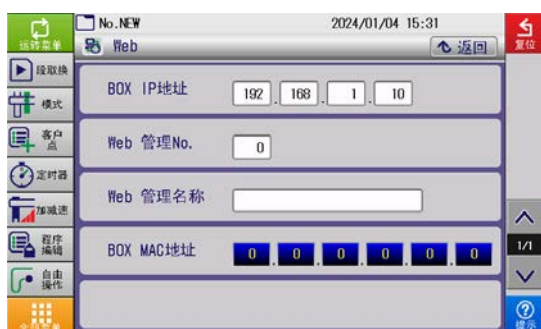 运转菜单
No.NEW
2024/01/04 15:31
复位
Web
返回
段取换
模式
客户点
定时器
加减速
程序编辑
自由操作
BOX IP地址
192 . 168 . 1 . 10
Web 管理No.
0
Web 管理名称
BOX MAC地址
0 . 0 . 0 . 0 . 0 . 0
1/1
提示